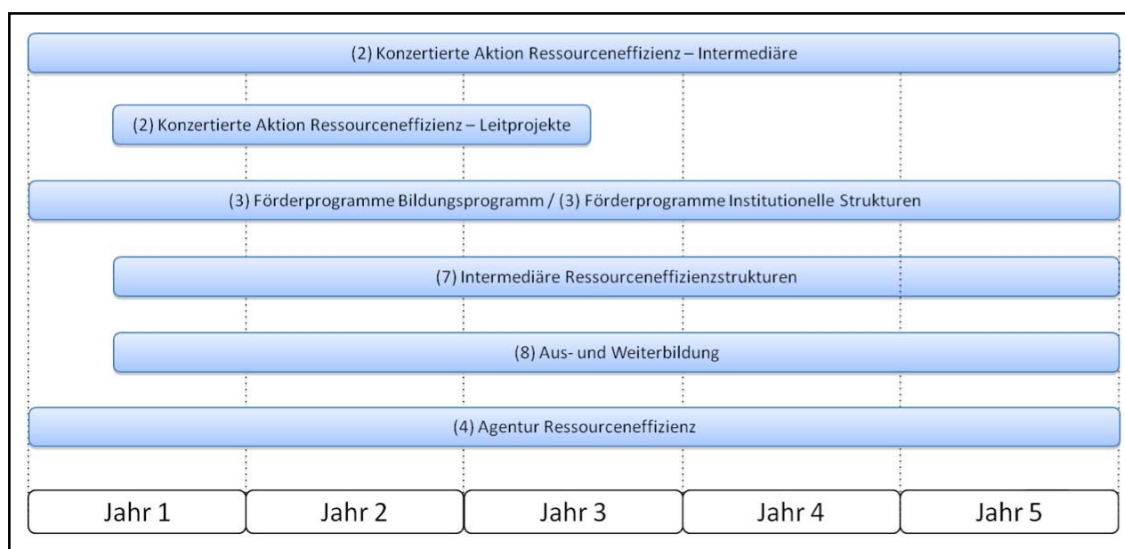 (2) Konzertierte Aktion Ressourceneffizienz – Intermediäre
(2) Konzertierte Aktion Ressourceneffizienz – Leitprojekte
(3) Förderprogramme Bildungsprogramm / (3) Förderprogramme Institutionelle Strukturen
(7) Intermediäre Ressourceneffizienzstrukturen
(8) Aus- und Weiterbildung
(4) Agentur Ressourceneffizienz
Jahr 1 Jahr 2 Jahr 3 Jahr 4 Jahr 5